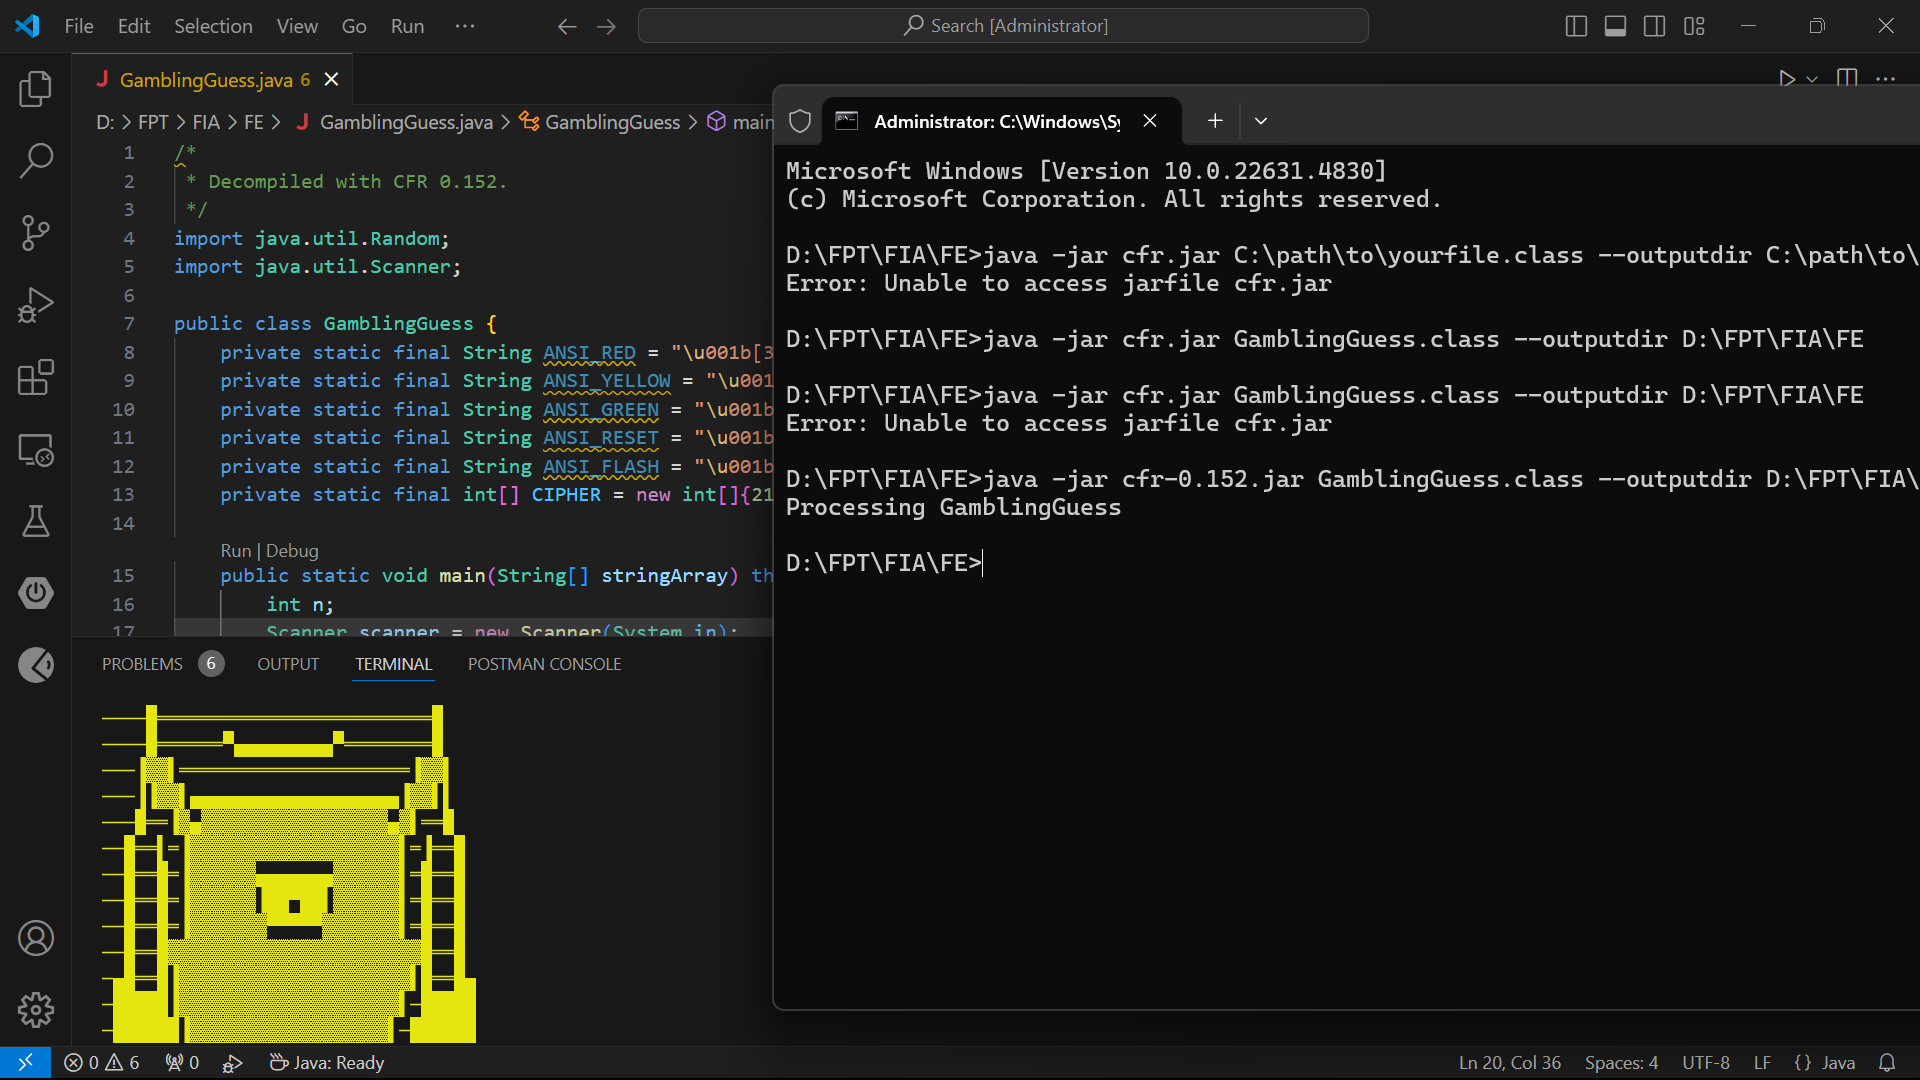 File Edit Selection View Go Run ···
Search [Administrator]
GamblingGuess.java 6
D: > FPT > FIA > FE > J GamblingGuess.java > GamblingGuess > main
1 /*
2 * Decompiled with CFR 0.152.
3 */
4 import java.util.Random;
5 import java.util.Scanner;
6
7 public class GamblingGuess {
8 private static final String ANSI_RED = "\u001b[3
9 private static final String ANSI_YELLOW = "\u001
10 private static final String ANSI_GREEN = "\u001b
11 private static final String ANSI_RESET = "\u001b
12 private static final String ANSI_FLASH = "\u001b
13 private static final int[] CIPHER = new int[]{21
14
Run | Debug
15 public static void main(String[] stringArray) th
16 int n;
17 Scanner scanner = new Scanner(System.in);
PROBLEMS 6 OUTPUT TERMINAL POSTMAN CONSOLE
Administrator: C:\Windows\Sy
Microsoft Windows [Version 10.0.22631.4830]
(c) Microsoft Corporation. All rights reserved.
D:\FPT\FIA\FE>java -jar cfr.jar C:\path\to\yourfile.class --outputdir C:\path\to\
Error: Unable to access jarfile cfr.jar
D:\FPT\FIA\FE>java -jar cfr.jar GamblingGuess.class --outputdir D:\FPT\FIA\FE
D:\FPT\FIA\FE>java -jar cfr.jar GamblingGuess.class --outputdir D:\FPT\FIA\FE
Error: Unable to access jarfile cfr.jar
D:\FPT\FIA\FE>java -jar cfr-0.152.jar GamblingGuess.class --outputdir D:\FPT\FIA\
Processing GamblingGuess
D:\FPT\FIA\FE>
0 6 0 Java: Ready
Ln 20, Col 36 Spaces: 4 UTF-8 LF {} Java